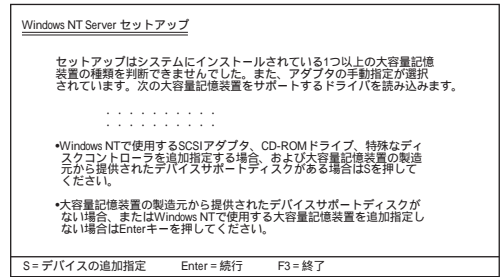 Windows NT Server セットアップ
セットアップはシステムにインストールされている1つ以上の大容量記憶
装置の種類を判断できませんでした。また、アダプタの手動指定が選択
されています。次の大容量記憶装置をサポートするドライバを読み込みます。
. . . . . . . . . .
. . . . . . . . . .
•Windows NTで使用するSCSIアダプタ、CD-ROMドライブ、特殊なディ
スクコントローラを追加指定する場合、および大容量記憶装置の製造
元から提供されたデバイスサポートディスクがある場合はSを押して
ください。
•大容量記憶装置の製造元から提供されたデバイスサポートディスクが
ない場合、またはWindows NTで使用する大容量記憶装置を追加指定し
ない場合はEnterキーを押してください。
S=デバイスの追加指定 Enter=続行 F3=終了